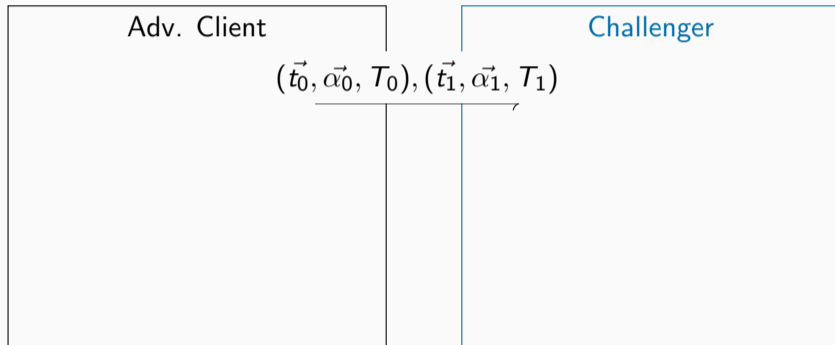 Adv. Client
Challenger
(t⃗₀, α⃗₀, T₀), (t⃗₁, α⃗₁, T₁)